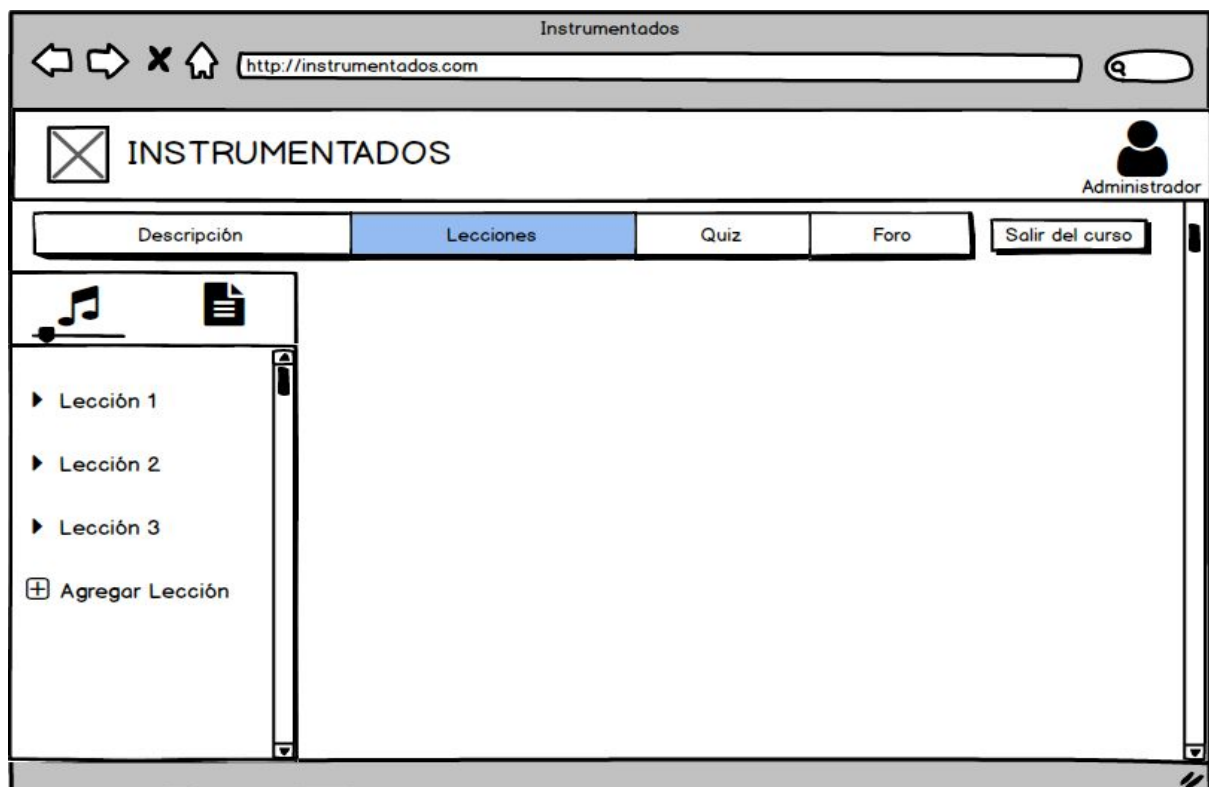 Instrumentados
http://instrumentados.com
INSTRUMENTADOS
Administrador
Descripción Lecciones Quiz Foro Salir del curso
Lección 1
Lección 2
Lección 3
Agregar Lección